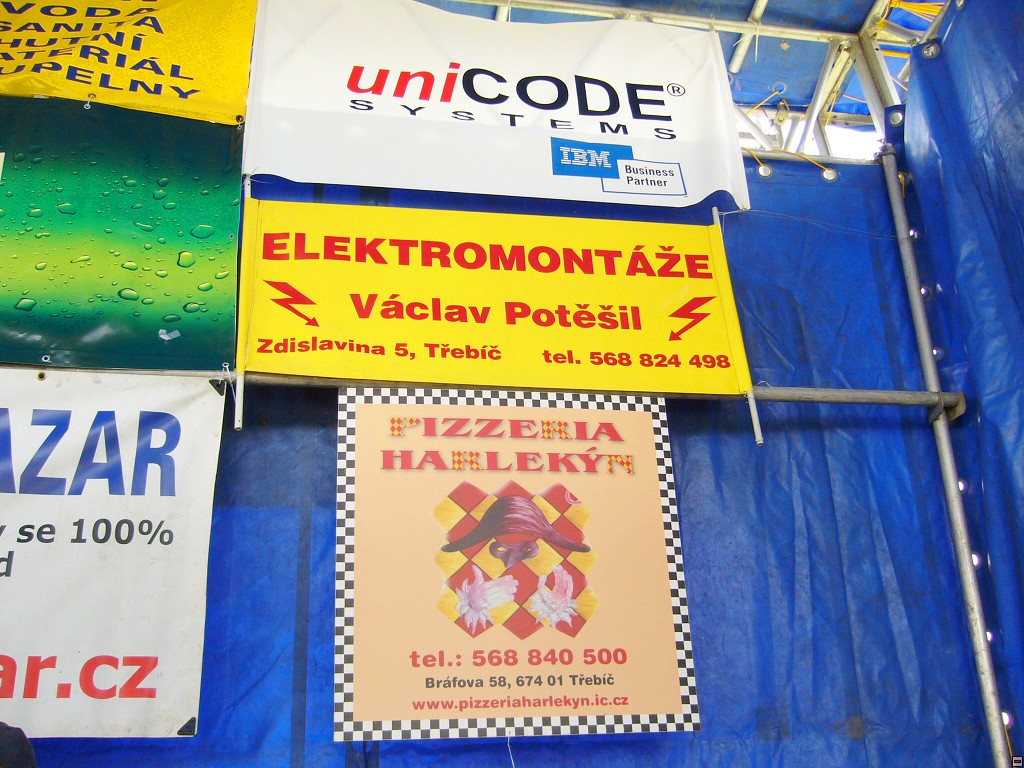 VODA
SANITA
HUTNÍ
MATERIÁL
KOUPELNY
uniCODE®
SYSTEMS
IBM
Business
Partner
ELEKTROMONTÁŽE
Václav Potěšil
Zdislavina 5, Třebíč
tel. 568 824 498
AZAR
se 100%
ar.cz
PIZZERIA
HARLEKÝN
tel.: 568 840 500
Bráfova 58, 674 01 Třebíč
www.pizzeriaharlekyn.ic.cz